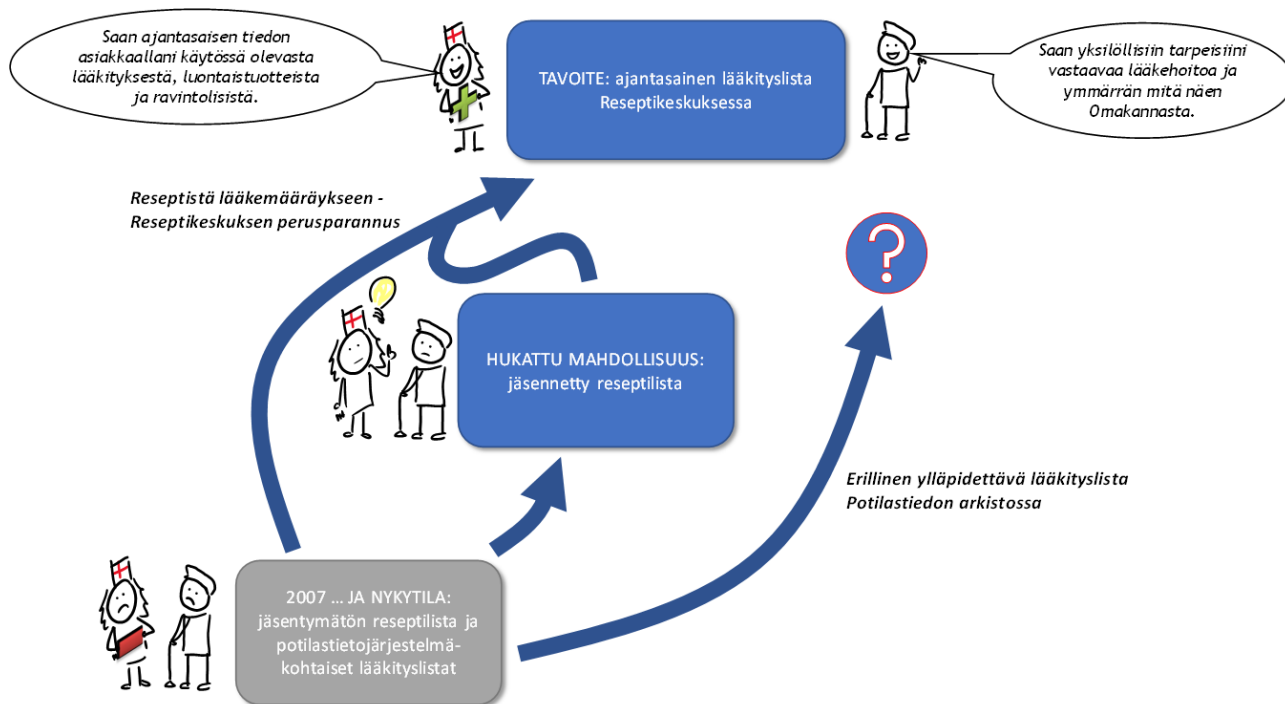 Saan ajantasaisen tiedon
asiakkaallani käytössä olevasta
lääkityksestä, luontaistuotteista
ja ravintolisistä.
TAVOITE: ajantasainen lääkityslista
Reseptikeskuksessa
Saan yksilöllisiin tarpeisiini
vastaavaa lääkehoitoa ja
ymmärrän mitä näen
Omakannasta.
Reseptistä lääkemääräykseen -
Reseptikeskuksen perusparannus
?
HUKATTU MAHDOLLISUUS:
jäsennetty reseptilista
Erillinen ylläpidettävä lääkityslista
Potilastiedon arkistossa
2007 ... JA NYKYTILA:
jäsentymätön reseptilista ja
potilastietojärjestelmä-
kohtaiset lääkityslistat